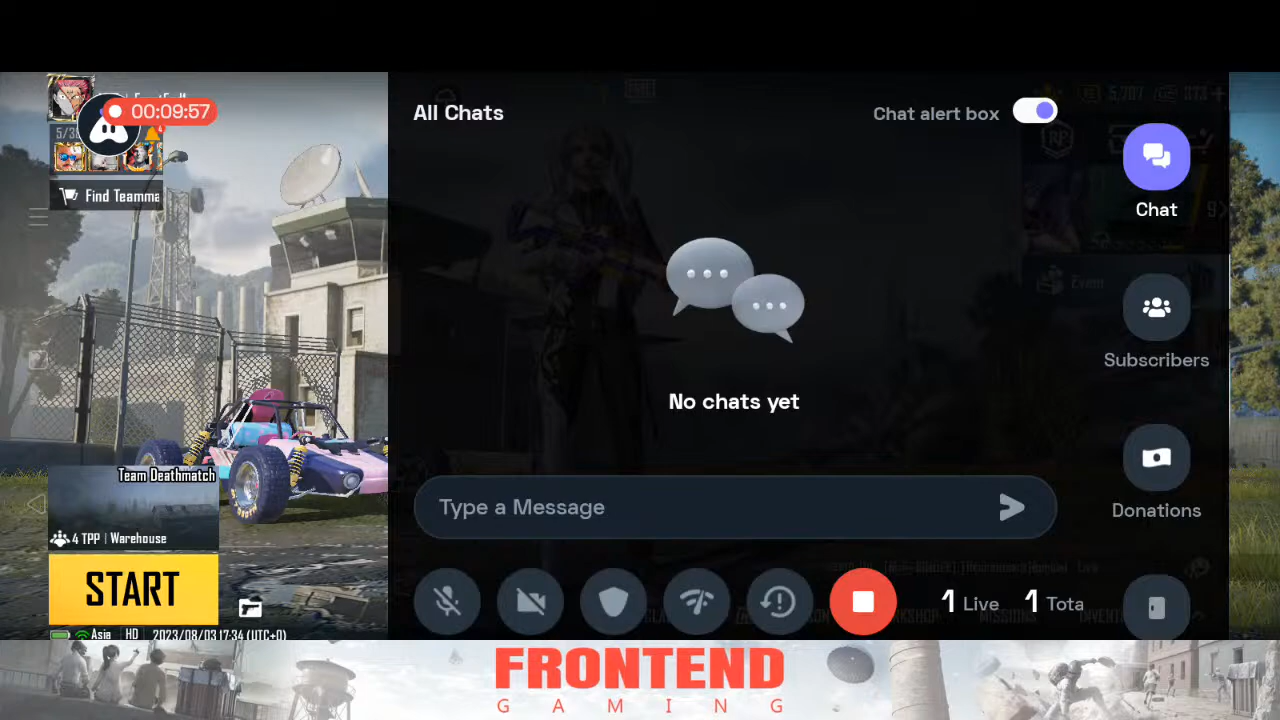 00:09:57
Find Teamma
Team Deathmatch
4 TPP | Warehouse
START
Asia HD 2023/08/03 17:34 (UTC+0)
All Chats
Chat alert box
No chats yet
Type a Message
1 Live 1 Tota
Chat
Subscribers
Event
Donations
FRONTEND
GAMING